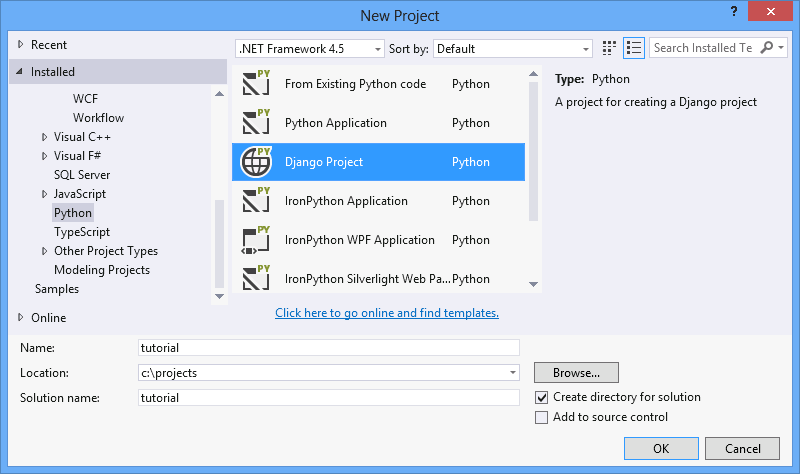 New Project
?
Recent
.NET Framework 4.5
Sort by:
Default
Search Installed Te
Installed
WCF
Workflow
Visual C++
Visual F#
SQL Server
JavaScript
Python
TypeScript
Other Project Types
Modeling Projects
Samples
Online
PY
From Existing Python code
Python
PY
Python Application
Python
PY
Django Project
Python
PY
IronPython Application
Python
PY
IronPython WPF Application
Python
PY
IronPython Silverlight Web Pa...
Python
Click here to go online and find templates.
Type: Python
A project for creating a Django project
Name:
tutorial
Location:
c:\projects
Browse...
Solution name:
tutorial
Create directory for solution
Add to source control
OK
Cancel